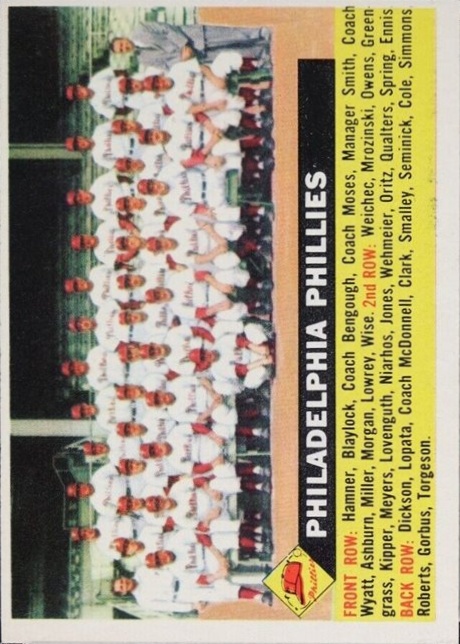 PHILADELPHIA PHILLIES
Phillies
FRONT ROW: Hamner, Blaylock, Coach Bengough, Coach Moses, Manager Smith, Coach
Wyatt, Ashburn, Miller, Morgan, Lowrey, Wise. 2nd ROW: Weichec, Mrozinski, Owens, Green-
grass, Kipper, Meyers, Lovenguth, Niarhos, Jones, Wehmeier, Oritz, Qualters, Spring, Ennis
BACK ROW: Dickson, Lopata, Coach McDonnell, Clark, Smalley, Seminick, Cole, Simmons,
Roberts, Gorbus, Torgeson.